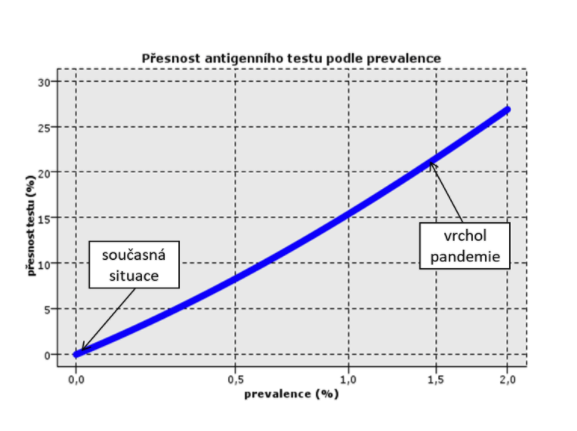 Přesnost antigenního testu podle prevalence
přesnost testu (%)
30
25
20
15
10
5
0
současná
situace
vrchol
pandemie
0,0
0,5
1,0
1,5
2,0
prevalence (%)